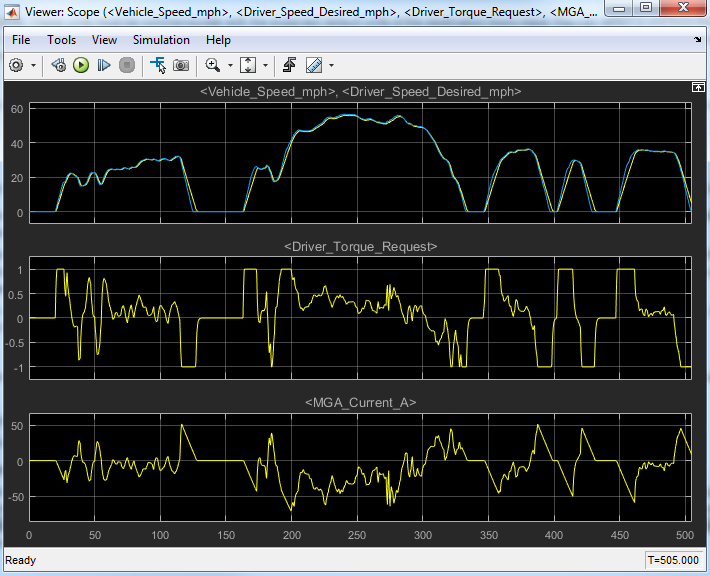 Viewer: Scope (<Vehicle_Speed_mph>, <Driver_Speed_Desired_mph>, <Driver_Torque_Request>, <MGA_...
File Tools View Simulation Help
<Vehicle_Speed_mph>, <Driver_Speed_Desired_mph>
60
40
20
0
<Driver_Torque_Request>
1
0.5
0
-0.5
-1
<MGA_Current_A>
50
0
-50
0 50 100 150 200 250 300 350 400 450 500
Ready T=505.000